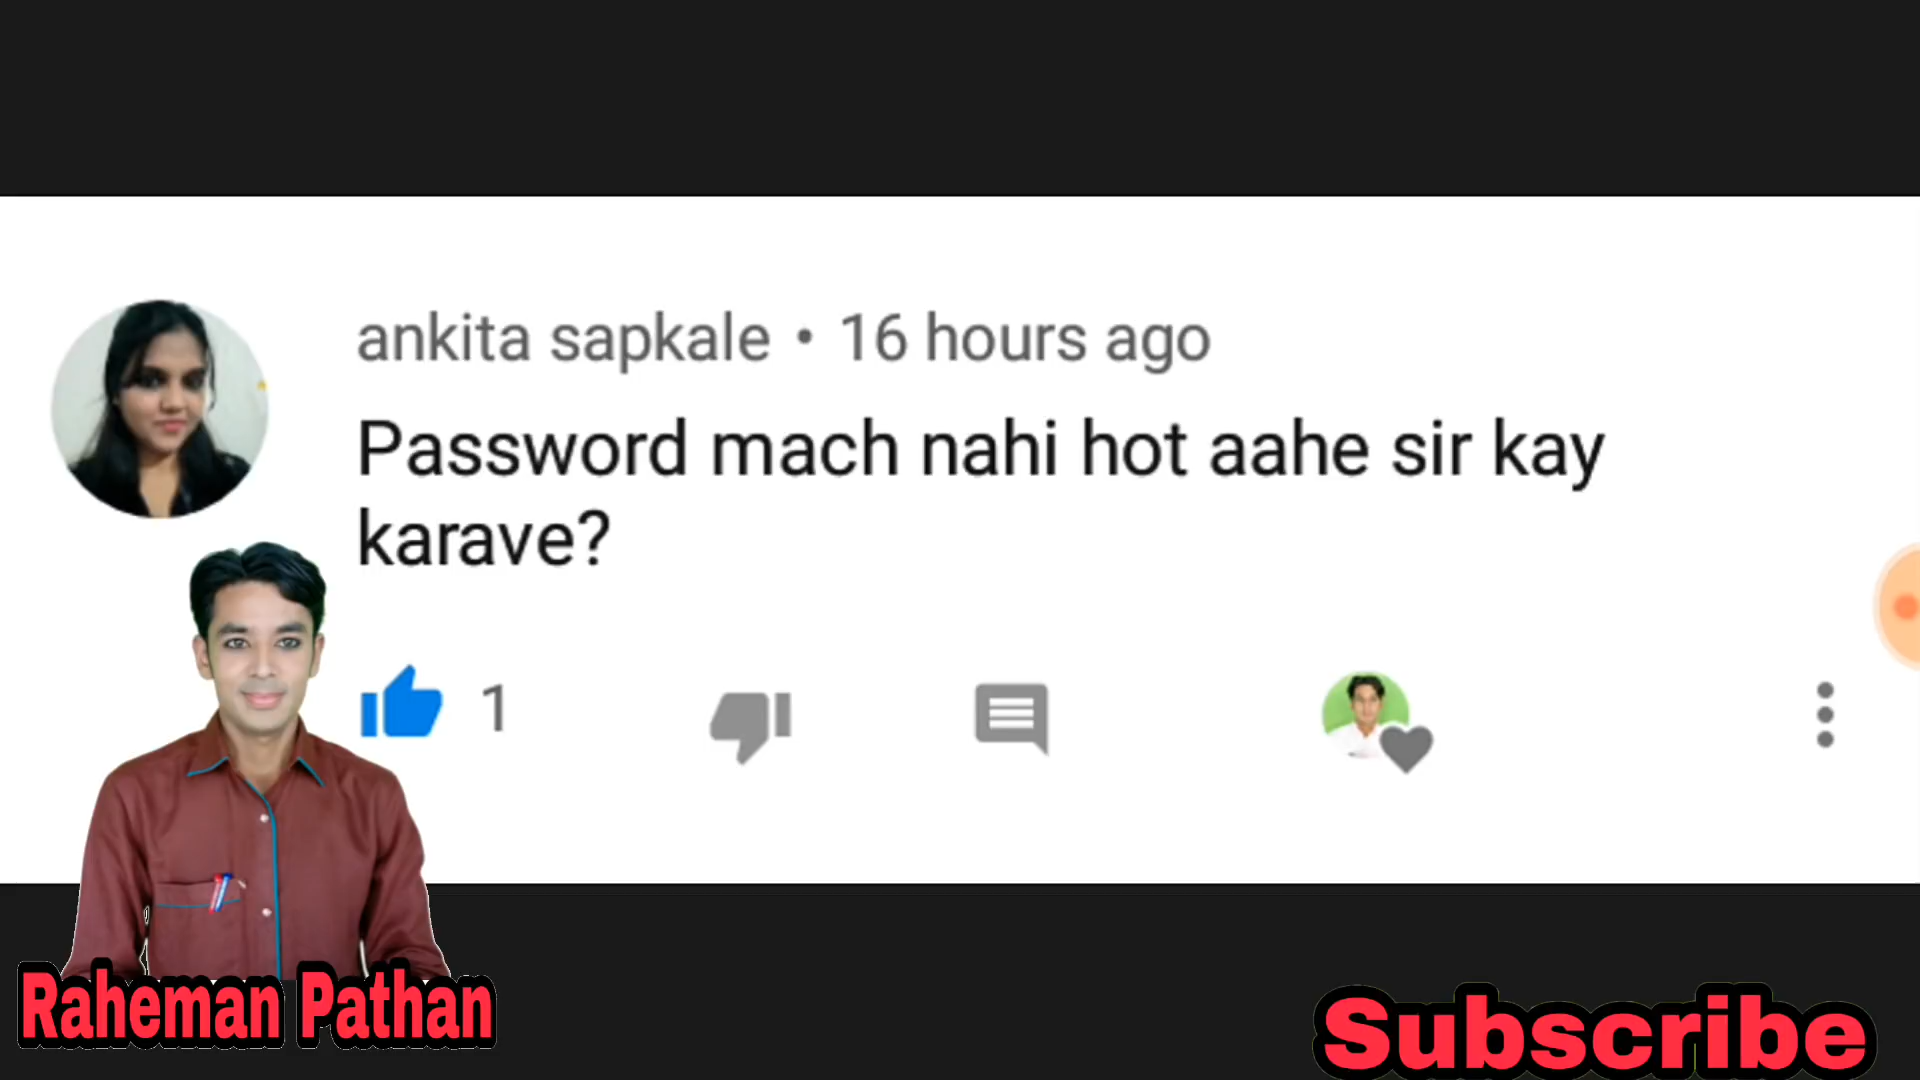 ankita sapkale • 16 hours ago
Password mach nahi hot aahe sir kay
karave?
1
Raheman Pathan
Subscribe